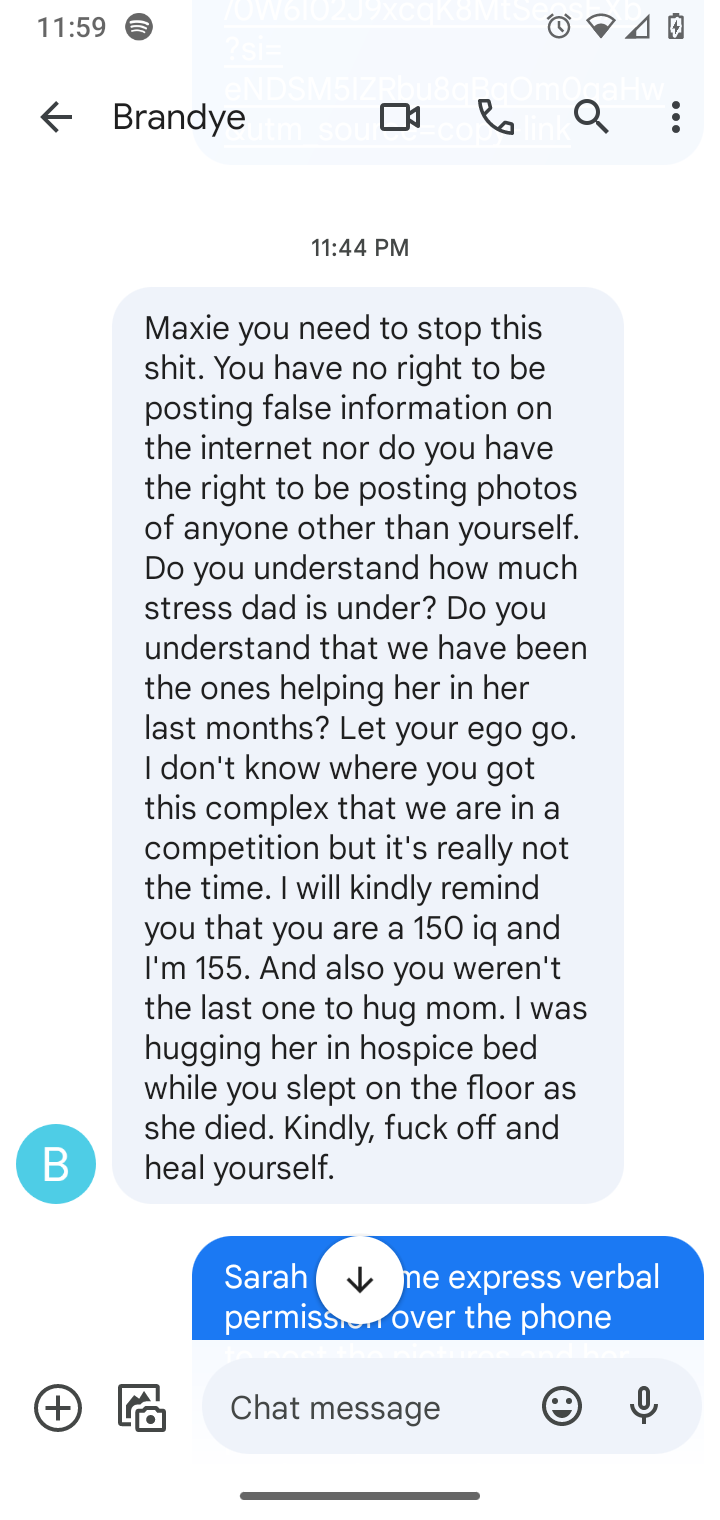 11:59
?si=
eNDSM5IZRbu8qBgOm0gaHw
&utm_source=copy_link
Brandye
11:44 PM
Maxie you need to stop this
shit. You have no right to be
posting false information on
the internet nor do you have
the right to be posting photos
of anyone other than yourself.
Do you understand how much
stress dad is under? Do you
understand that we have been
the ones helping her in her
last months? Let your ego go.
I don't know where you got
this complex that we are in a
competition but it's really not
the time. I will kindly remind
you that you are a 150 iq and
I'm 155. And also you weren't
the last one to hug mom. I was
hugging her in hospice bed
while you slept on the floor as
she died. Kindly, fuck off and
heal yourself.
B
Sarah me express verbal
permission over the phone
to post the pictures and her
Chat message